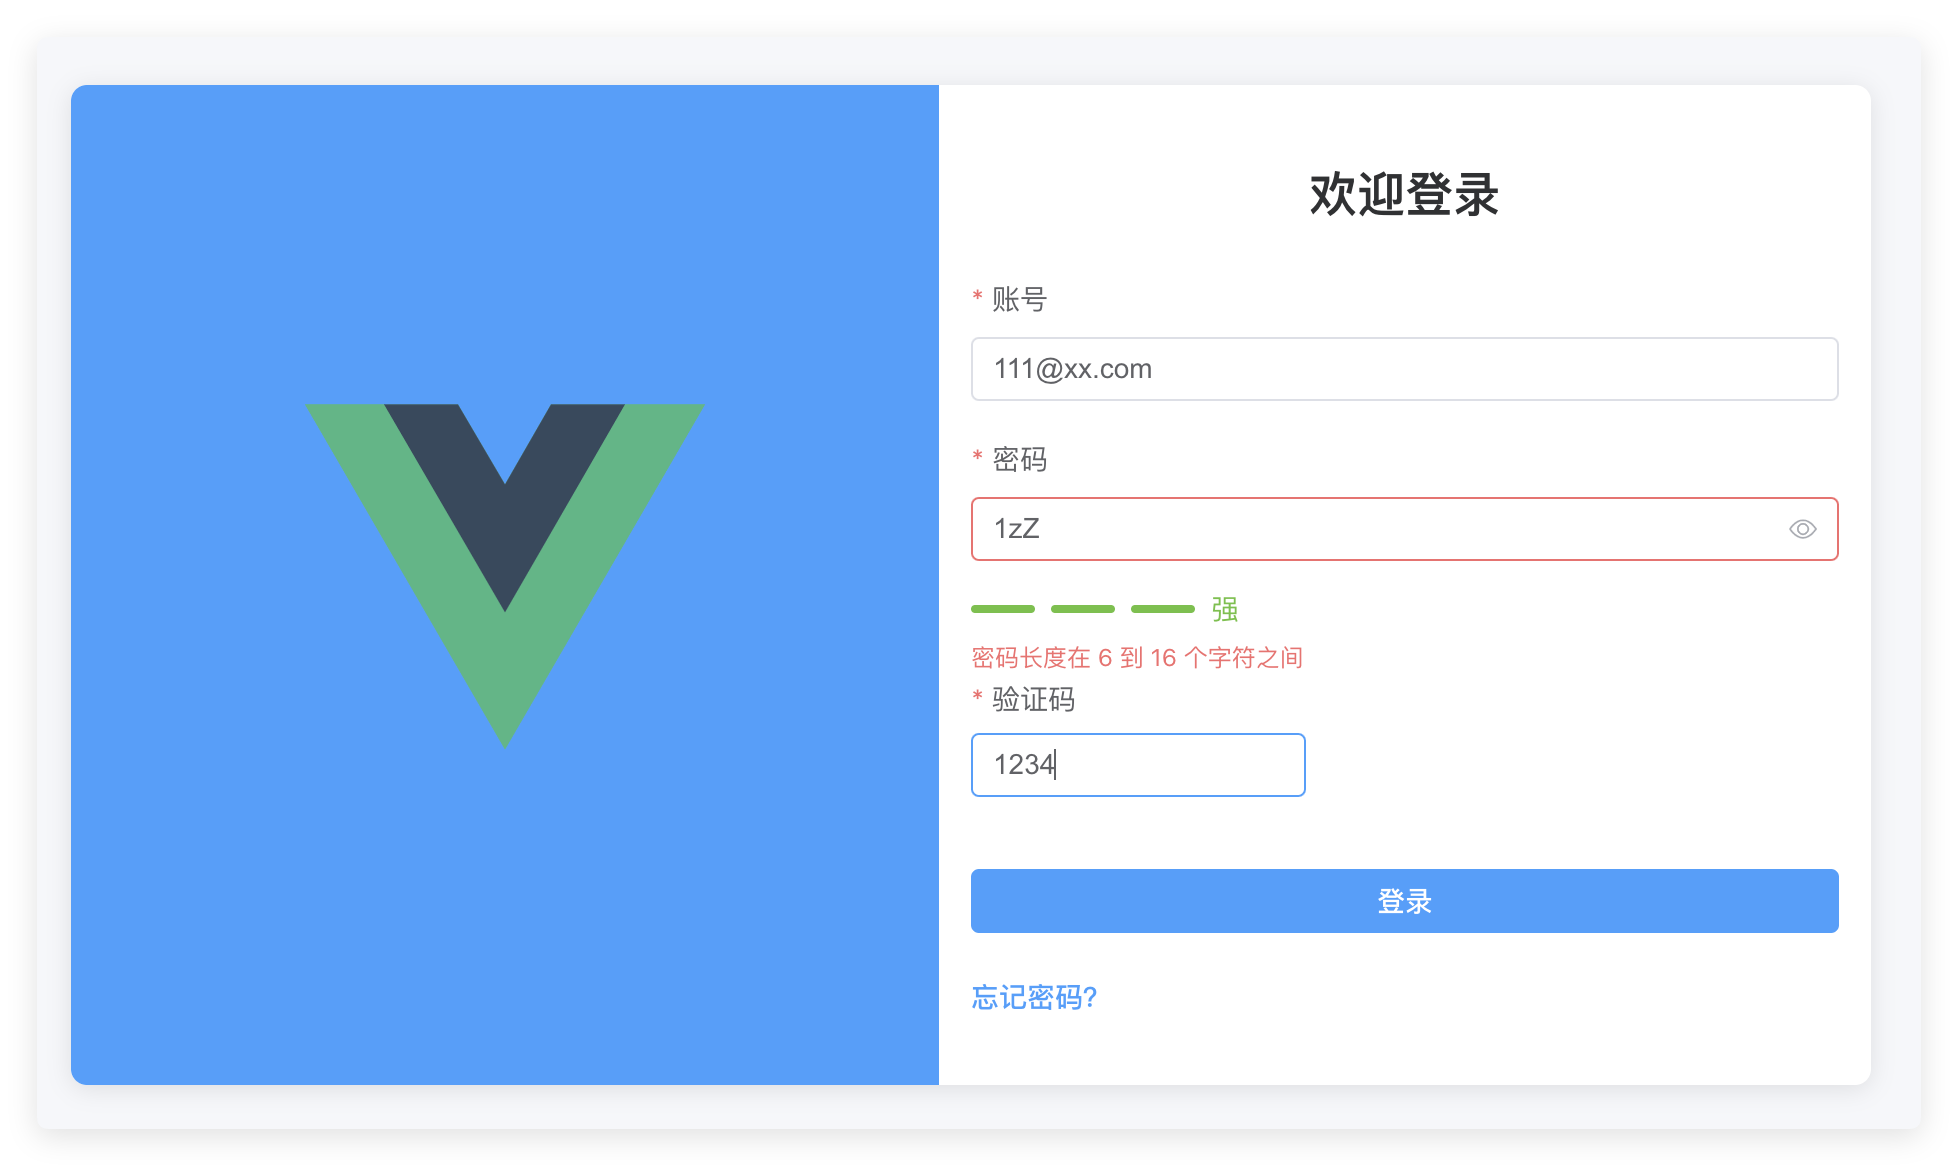 欢迎登录
* 账号
111@xx.com
* 密码
1zZ
强
密码长度在 6 到 16 个字符之间
* 验证码
1234
登录
忘记密码?